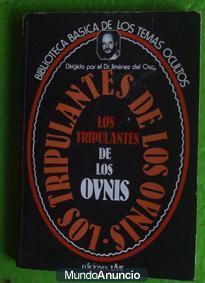 BIBLIOTECA BASICA DE LOS TEMAS OCULTOS
Dirigida por el Dr. Jiménez del Oso
LOS TRIPULANTES DE LOS OVNIS
LOS
TRIPULANTES
DE
LOS
OVNIS
MundoAnuncio